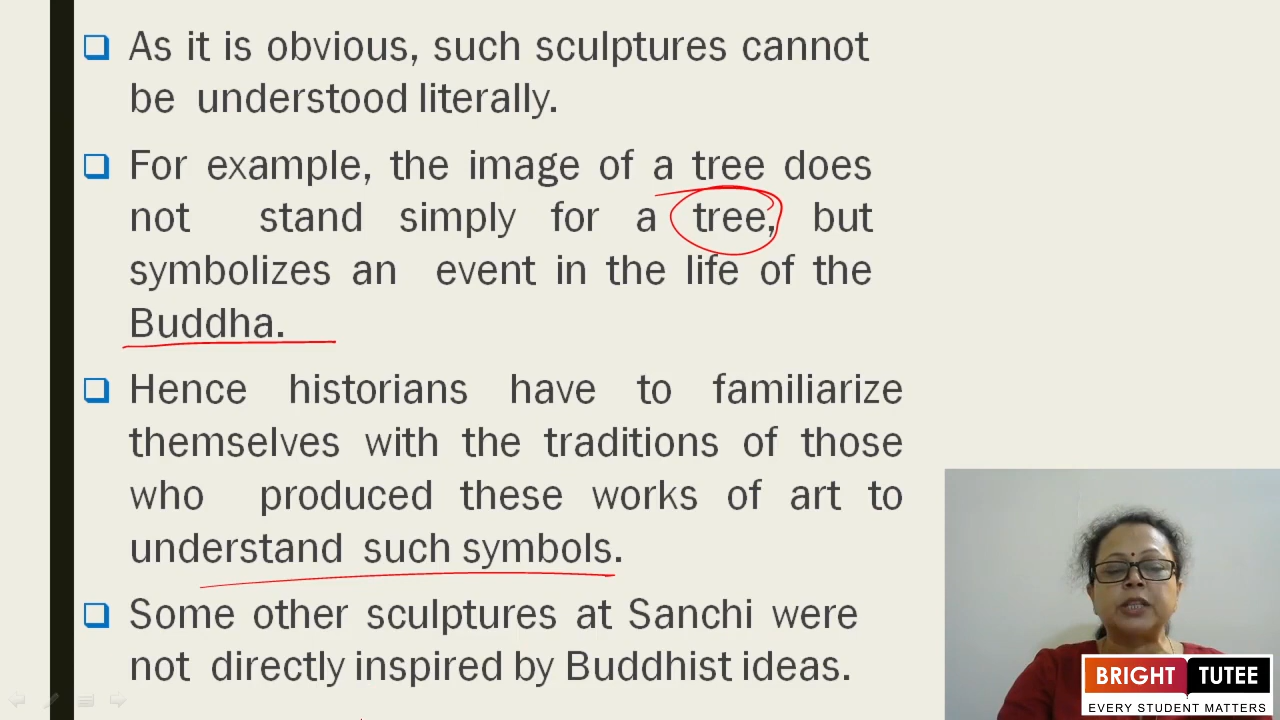 As it is obvious, such sculptures cannot
be understood literally.
For example, the image of a tree does
not stand simply for a tree, but
symbolizes an event in the life of the
Buddha.
Hence historians have to familiarize
themselves with the traditions of those
who produced these works of art to
understand such symbols.
Some other sculptures at Sanchi were
not directly inspired by Buddhist ideas.
BRIGHT TUTEE
EVERY STUDENT MATTERS